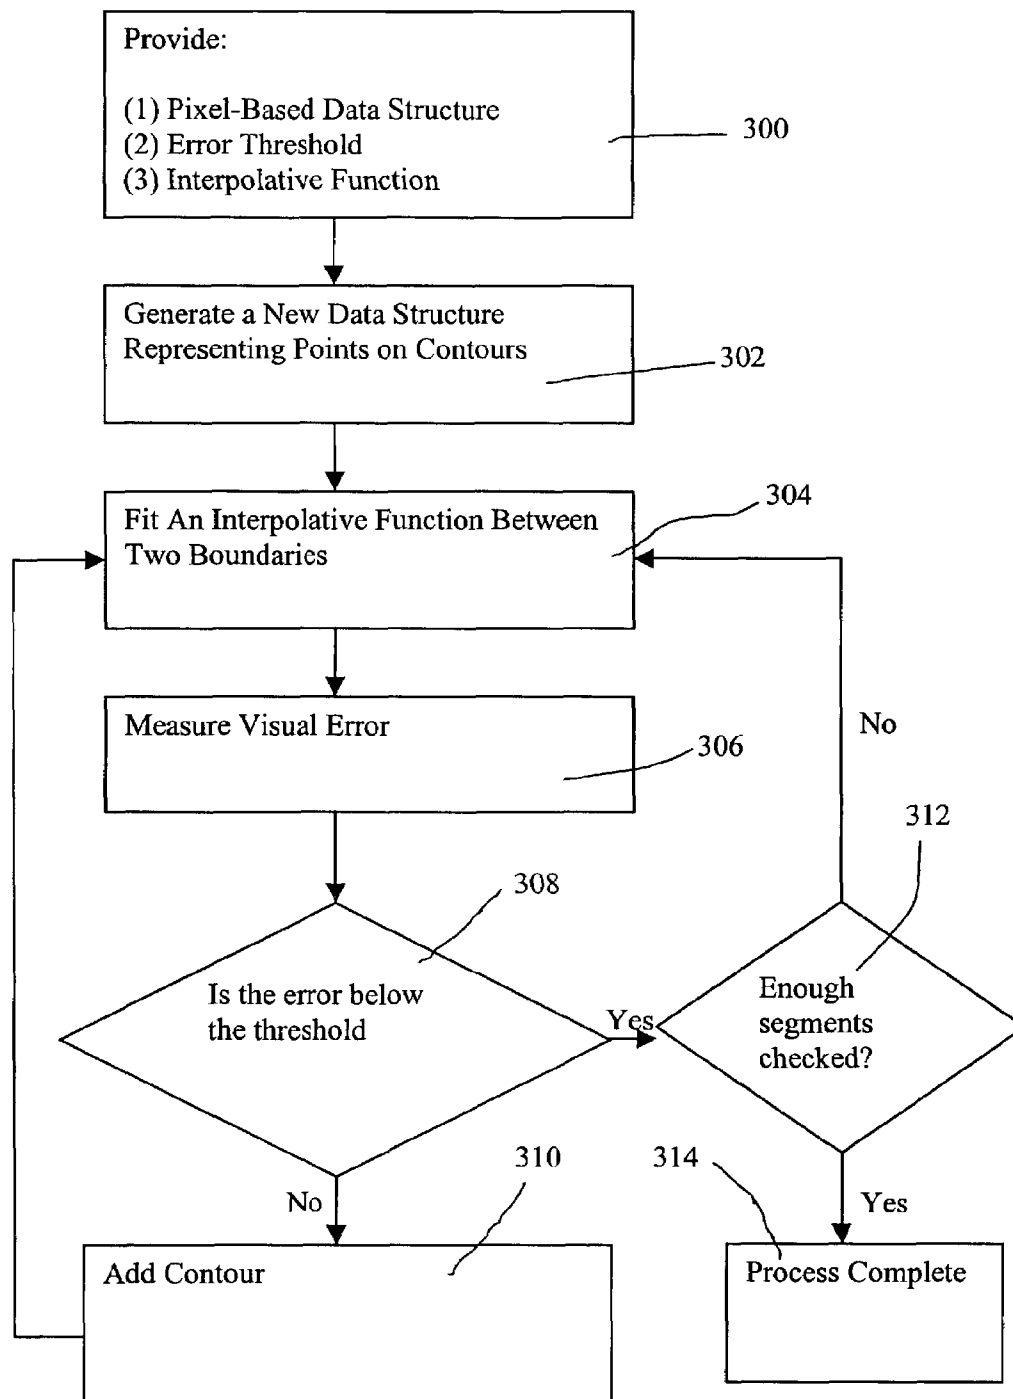 Provide:
(1) Pixel-Based Data Structure
(2) Error Threshold
(3) Interpolative Function
300
Generate a New Data Structure
Representing Points on Contours
302
304
Fit An Interpolative Function Between
Two Boundaries
Measure Visual Error
306
No
312
308
Is the error below
the threshold
Yes
Enough
segments
checked?
310
314
No
Yes
Add Contour
Process Complete